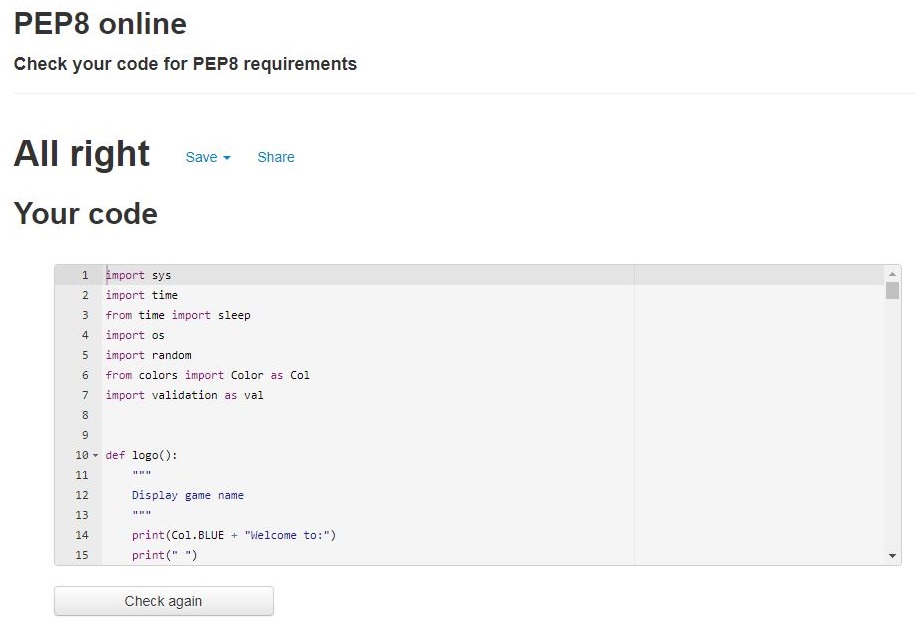 PEP8 online
Check your code for PEP8 requirements
All right Save Share
Your code
1 import sys
2 import time
3 from time import sleep
4 import os
5 import random
6 from colors import Color as Col
7 import validation as val
8
9
10 def logo():
11     """
12     Display game name
13     """
14     print(Col.BLUE + "Welcome to:")
15     print(" ")
Check again